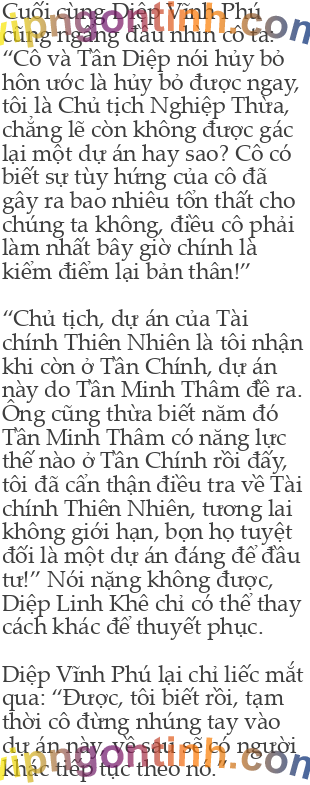 Cuối cùng Diệp Vĩnh Phú
cũng ngẩng đầu nhìn cô ta:
“Cô và Tần Diệp nói hủy bỏ
hôn ước là hủy bỏ được ngay,
tôi là Chủ tịch Nghiệp Thừa,
chẳng lẽ còn không được gác
lại một dự án hay sao? Cô có
biết sự tùy hứng của cô đã
gây ra bao nhiêu tổn thất cho
chúng ta không, điều cô phải
làm nhất bây giờ chính là
kiểm điểm lại bản thân!”
“Chủ tịch, dự án của Tài
chính Thiên Nhiên là tôi nhận
khi còn ở Tần Chính, dự án
này do Tần Minh Thâm đề ra.
Ông cũng thừa biết năm đó
Tần Minh Thâm có năng lực
thế nào ở Tần Chính rồi đấy,
tôi đã cẩn thận điều tra về Tài
chính Thiên Nhiên, tương lai
không giới hạn, bọn họ tuyệt
đối là một dự án đáng để đầu
tư!” Nói nặng không được,
Diệp Linh Khê chỉ có thể thay
cách khác để thuyết phục.
Diệp Vĩnh Phú lại chỉ liếc mắt
qua: “Được, tôi biết rồi, tạm
thời cô đừng nhúng tay vào
dự án này, về sau sẽ có người
khác tiếp tục theo nó.”
vipngontinh.com